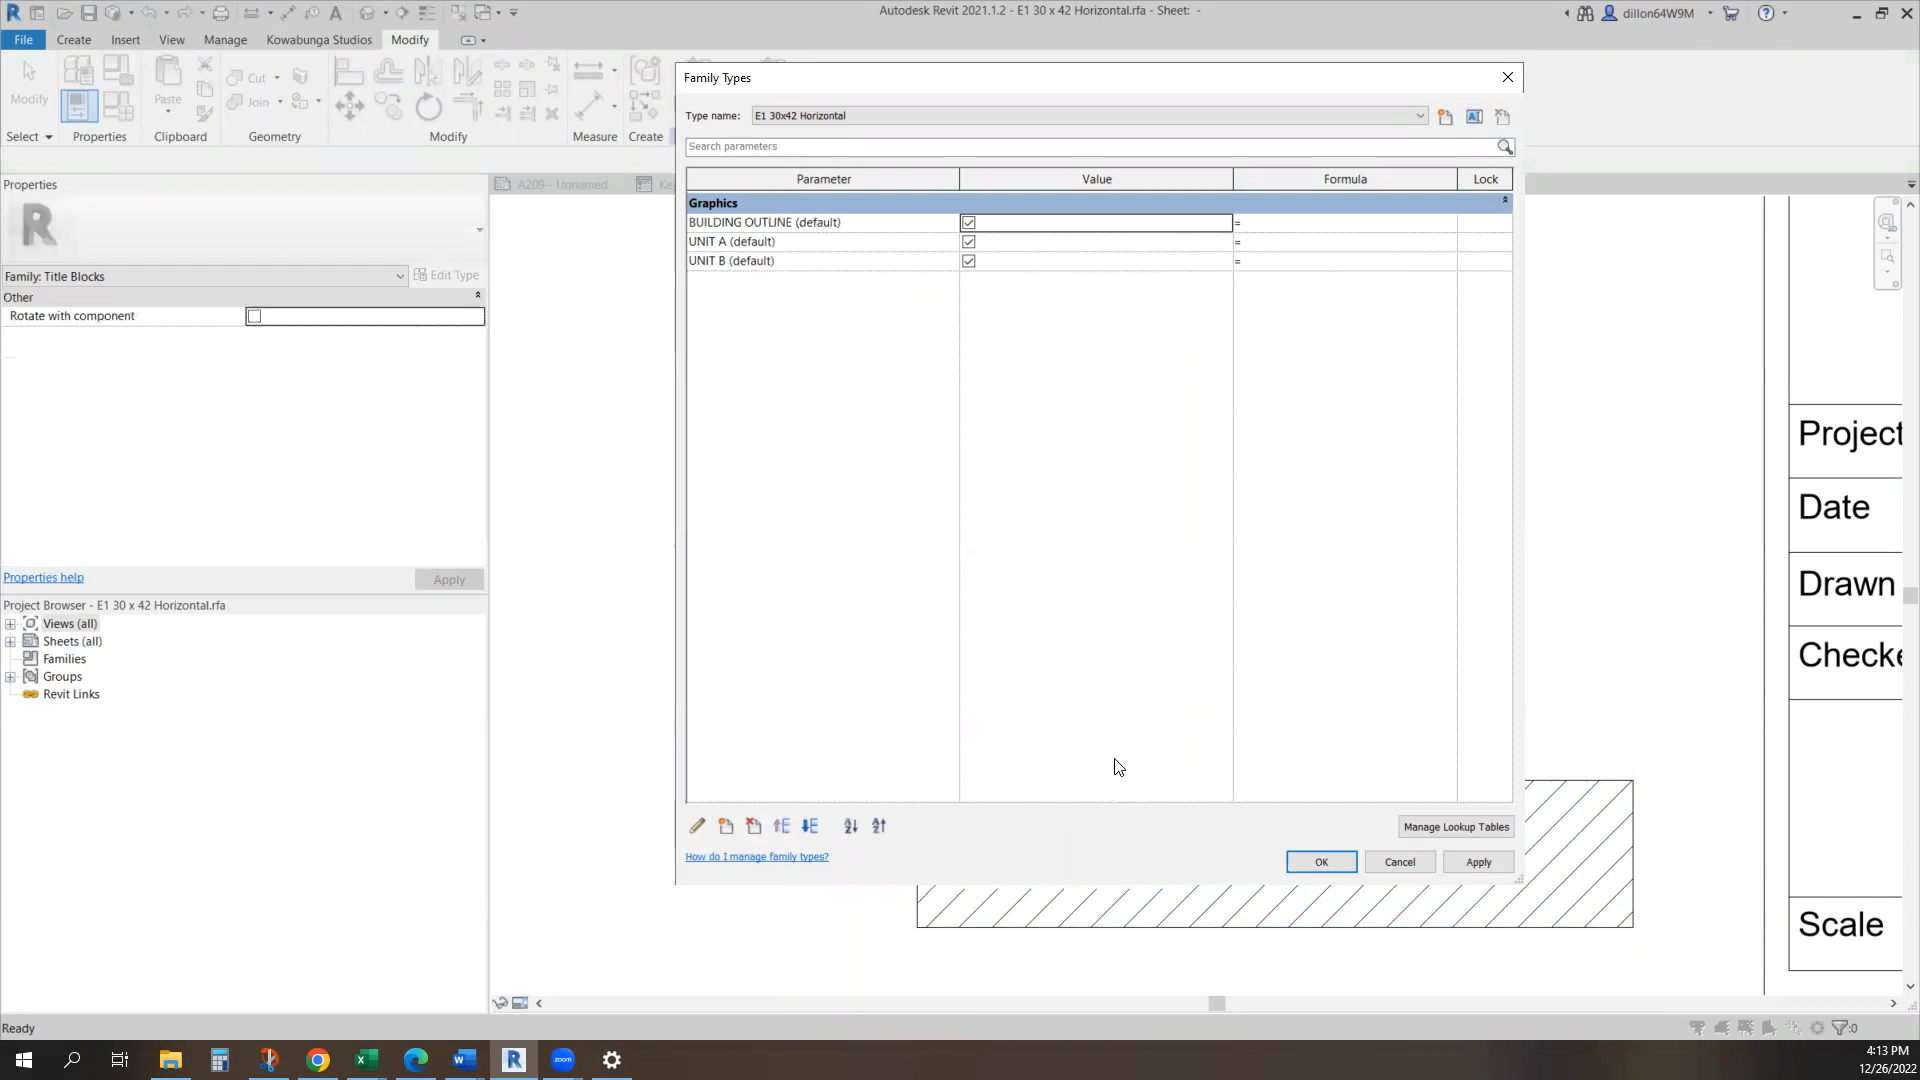 Autodesk Revit 2021.1.2 - E1 30 x 42 Horizontal.rfa - Sheet: -
dillon64W9M
File Create Insert View Manage Kowabunga Studios Modify
Modify
Paste
Cut
Join
Select Properties Clipboard Geometry Modify Measure Create
Family Types
Type name: E1 30x42 Horizontal
Search parameters
Parameter Value Formula Lock
Graphics
BUILDING OUTLINE (default) =
UNIT A (default) =
UNIT B (default) =
Manage Lookup Tables
How do I manage family types?
OK Cancel Apply
Properties
A209 - Unnamed
Family: Title Blocks
Edit Type
Other
Rotate with component
Properties help
Apply
Project Browser - E1 30 x 42 Horizontal.rfa
Views (all)
Sheets (all)
Families
Groups
Revit Links
Project
Date
Drawn
Checke
Scale
Ready
:0
4:13 PM
12/26/2022